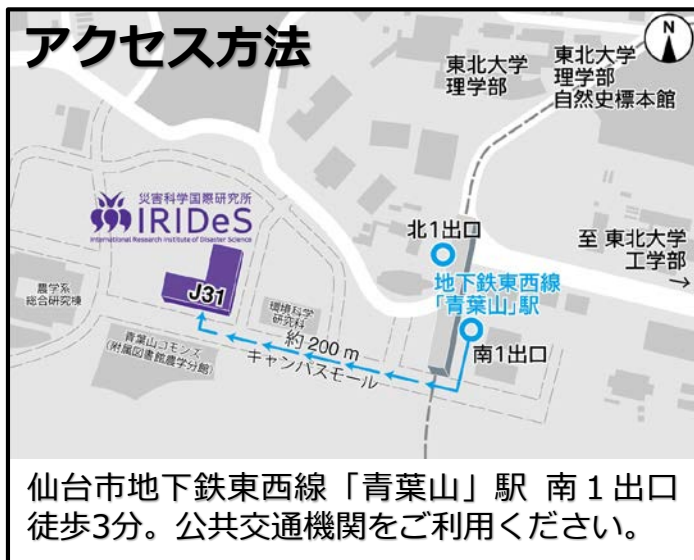 アクセス方法
N
東北大学
理学部
東北大学
理学部
自然史標本館
災害科学国際研究所
IRIDeS
International Research Institute of Disaster Science
北1出口
至 東北大学
工学部
→
地下鉄東西線
「青葉山」駅
農学系
総合研究棟
J31
環境科学
研究科
南1出口
約 200 m
青葉山コモンズ
(附属図書館農学分館)
キャンパスモール
仙台市地下鉄東西線「青葉山」駅 南1出口
徒歩3分。公共交通機関をご利用ください。